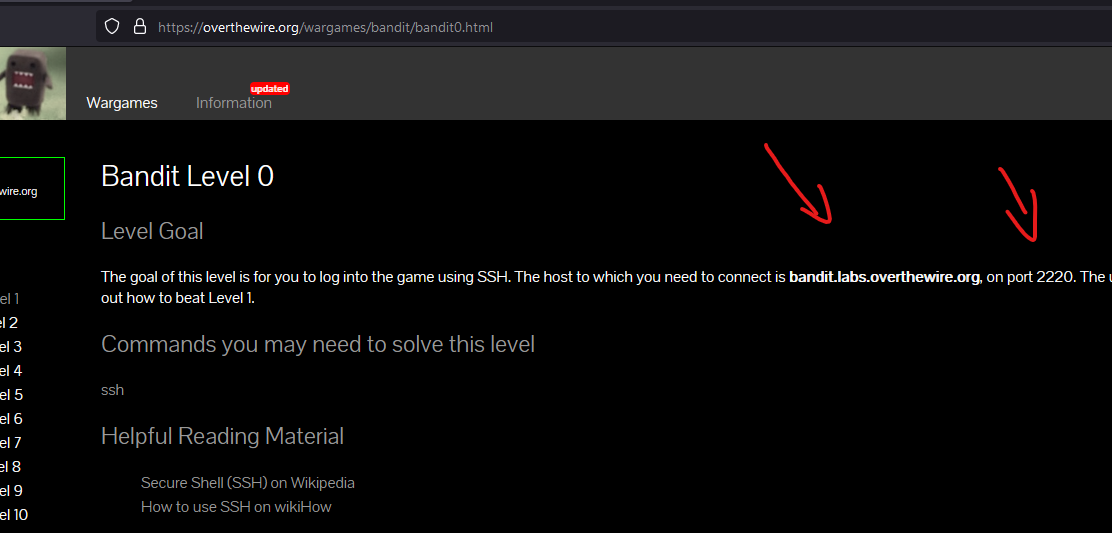 https://overthewire.org/wargames/bandit/bandit0.html
updated
Wargames Information
wire.org
Bandit Level 0
Level Goal
The goal of this level is for you to log into the game using SSH. The host to which you need to connect is bandit.labs.overthewire.org, on port 2220. The
out how to beat Level 1.
Commands you may need to solve this level
ssh
Helpful Reading Material
Secure Shell (SSH) on Wikipedia
How to use SSH on wikiHow
el 1
el 2
el 3
el 4
el 5
el 6
el 7
el 8
el 9
el 10